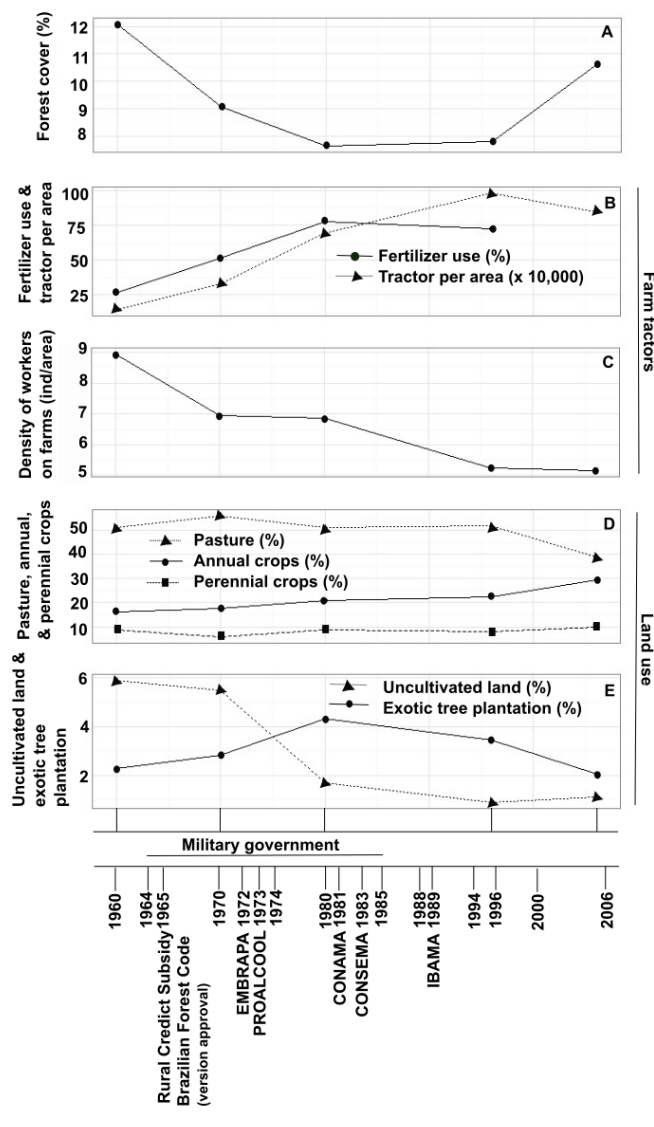 Forest cover (%)
12
11
10
9
8
A
Fertilizer use &
tractor per area
100
75
50
25
B
Fertilizer use (%)
Tractor per area (x 10,000)
Density of workers
on farms (ind/area)
9
8
7
6
5
C
Farm factors
Pasture, annual,
& perennial crops
50
40
30
20
10
D
Pasture (%)
Annual crops (%)
Perennial crops (%)
Uncultivated land &
exotic tree
plantation
6
4
2
E
Uncultivated land (%)
Exotic tree plantation (%)
Land use
Military government
1960
1964
Rural Credict Subsidy 1965
Brazilian Forest Code
(version approval)
1970
EMBRAPA 1972
PROALCOOL 1973
1974
1980
CONAMA 1981
CONSEMA 1983
1985
1988
IBAMA 1989
1994
1996
2000
2006